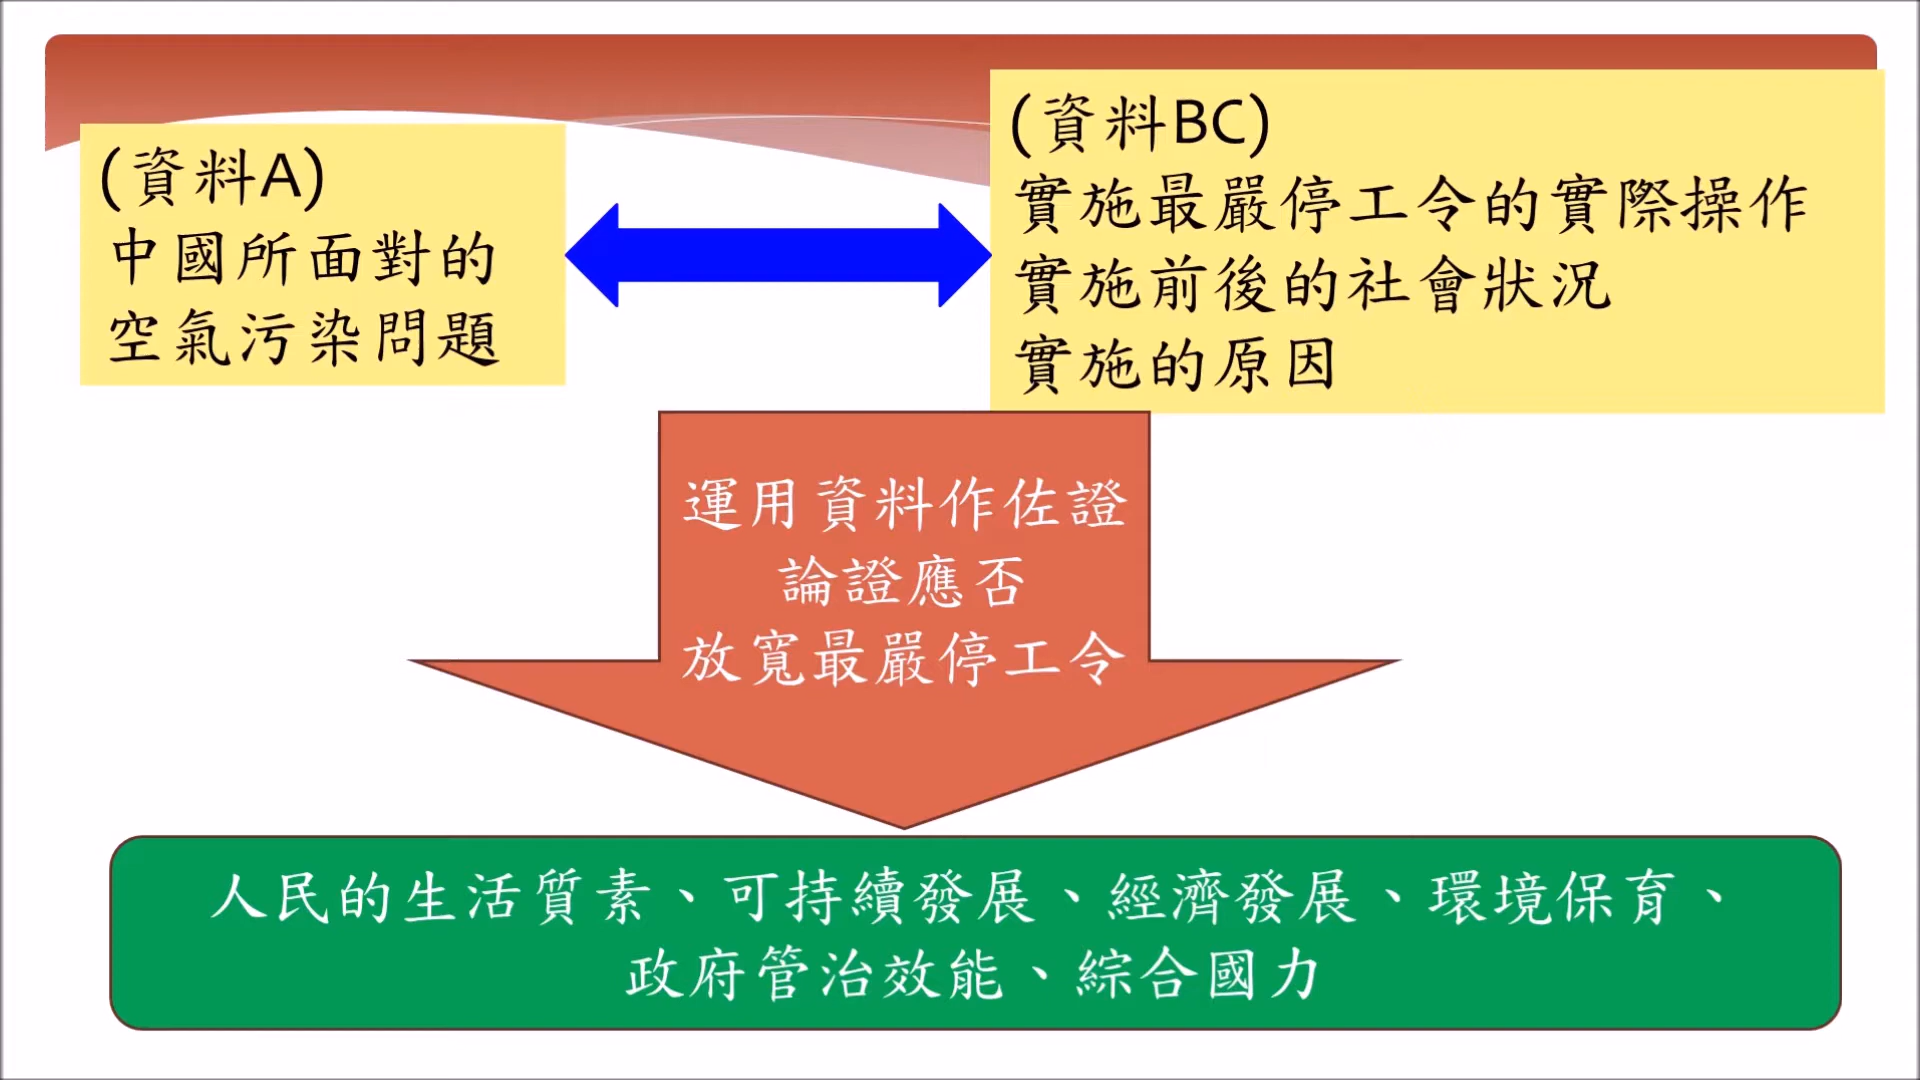 (資料A)
中國所面對的
空氣污染問題
(資料BC)
實施最嚴停工令的實際操作
實施前後的社會狀況
實施的原因
運用資料作佐證
論證應否
放寬最嚴停工令
人民的生活質素、可持續發展、經濟發展、環境保育、
政府管治效能、綜合國力